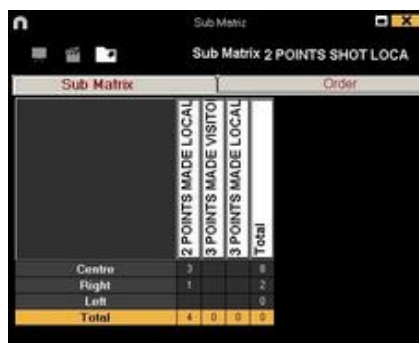 Sub Matriz
Sub Matrix 2 POINTS SHOT LOCA
Sub Matrix Order
2 POINTS MADE LOCAL
3 POINTS MADE VISITO
3 POINTS MADE LOCAL
Total
Centre 3 8
Right 1 2
Left 0
Total 4 0 0 0